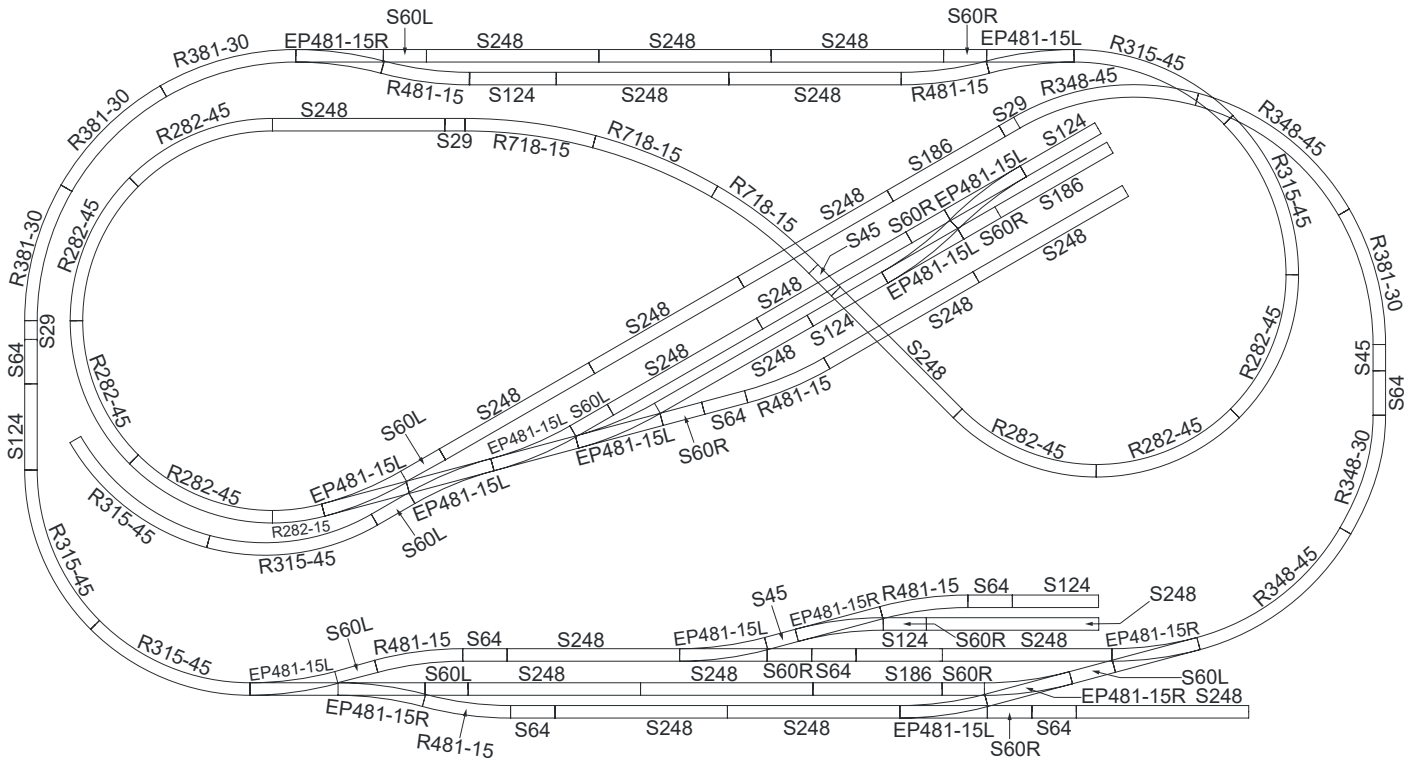 S60L
S60R
R381-30
EP481-15R
S248
S248
S248
EP481-15L
R315-45
R481-15
S124
S248
S248
R481-15
R348-45
R381-30
R282-45
S248
S29
R718-15
R718-15
S29
S124
R348-45
R381-30
R282-45
R718-15
S248
S186
S60R
EP481-15L
S186
R315-45
S45
S60R
EP481-15L
S248
R381-30
S29
S64
S248
S248
S248
S124
S248
S248
R282-45
S45
S64
S124
R282-45
S248
S248
S60L
R481-15
S64
S60L
EP481-15L
EP481-15L
S60R
R282-45
R282-45
R348-30
R282-45
EP481-15L
EP481-15L
R282-15
S60L
R315-45
R315-45
R348-45
R315-45
R315-45
S45
EP481-15R
R481-15
S64
S124
S248
S60L
R481-15
S64
S248
EP481-15L
S124
S60R
S248
EP481-15R
EP481-15L
S60L
S248
S248
S60R
S64
S186
S60R
S60L
EP481-15R
EP481-15R
S248
R481-15
S64
S248
S248
EP481-15L
S60R
S64